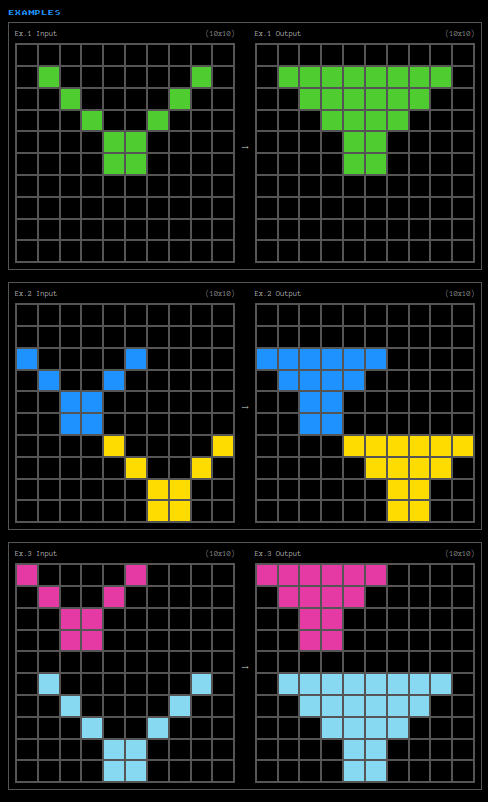 EXAMPLES
Ex.1 Input (10x10) Ex.1 Output (10x10)
→
Ex.2 Input (10x10) Ex.2 Output (10x10)
→
Ex.3 Input (10x10) Ex.3 Output (10x10)
→